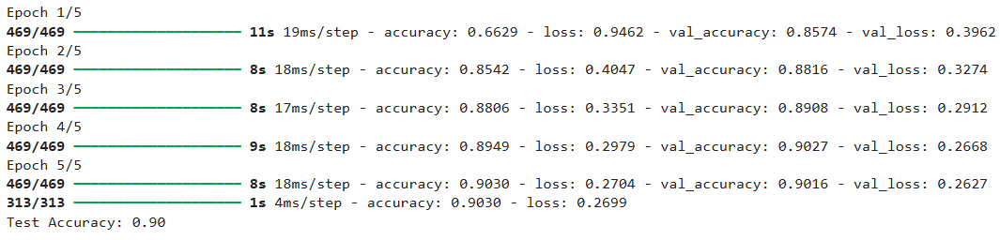 Epoch 1/5
469/469 ━━━━━━━━━━━━━━━━━━━━ 11s 19ms/step - accuracy: 0.6629 - loss: 0.9462 - val_accuracy: 0.8574 - val_loss: 0.3962
Epoch 2/5
469/469 ━━━━━━━━━━━━━━━━━━━━ 8s 18ms/step - accuracy: 0.8542 - loss: 0.4047 - val_accuracy: 0.8816 - val_loss: 0.3274
Epoch 3/5
469/469 ━━━━━━━━━━━━━━━━━━━━ 8s 17ms/step - accuracy: 0.8806 - loss: 0.3351 - val_accuracy: 0.8908 - val_loss: 0.2912
Epoch 4/5
469/469 ━━━━━━━━━━━━━━━━━━━━ 9s 18ms/step - accuracy: 0.8949 - loss: 0.2979 - val_accuracy: 0.9027 - val_loss: 0.2668
Epoch 5/5
469/469 ━━━━━━━━━━━━━━━━━━━━ 8s 18ms/step - accuracy: 0.9030 - loss: 0.2704 - val_accuracy: 0.9016 - val_loss: 0.2627
313/313 ━━━━━━━━━━━━━━━━━━━━ 1s 4ms/step - accuracy: 0.9030 - loss: 0.2699
Test Accuracy: 0.90